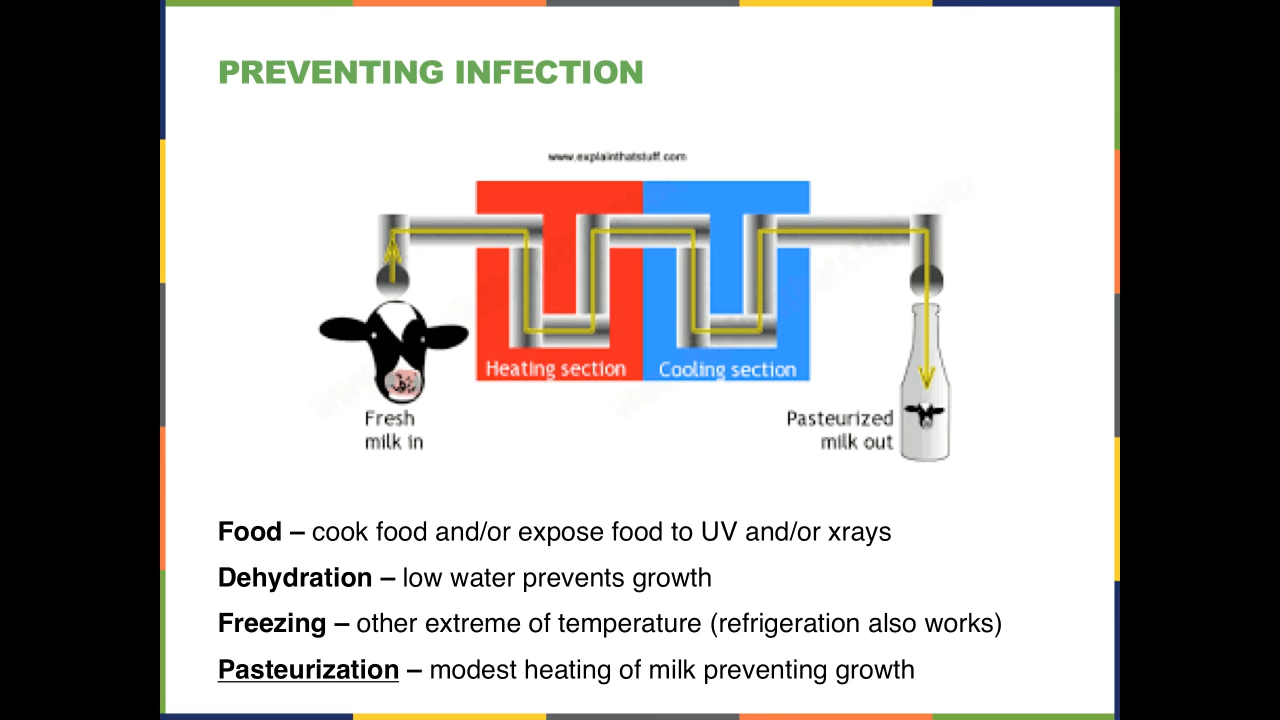 PREVENTING INFECTION
www.explainthatstuff.com
Heating section
Cooling section
Fresh
milk in
Pasteurized
milk out
Food – cook food and/or expose food to UV and/or xrays
Dehydration – low water prevents growth
Freezing – other extreme of temperature (refrigeration also works)
Pasteurization – modest heating of milk preventing growth